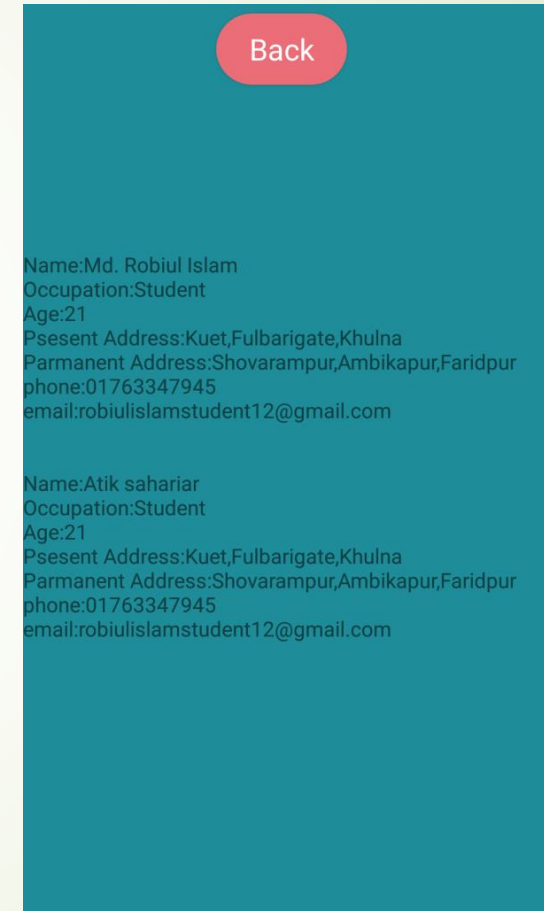 Back
Name:Md. Robiul Islam
Occupation:Student
Age:21
Psesent Address:Kuet,Fulbarigate,Khulna
Parmanent Address:Shovarampur,Ambikapur,Faridpur
phone:01763347945
email:robiulislamstudent12@gmail.com
Name:Atik sahariar
Occupation:Student
Age:21
Psesent Address:Kuet,Fulbarigate,Khulna
Parmanent Address:Shovarampur,Ambikapur,Faridpur
phone:01763347945
email:robiulislamstudent12@gmail.com